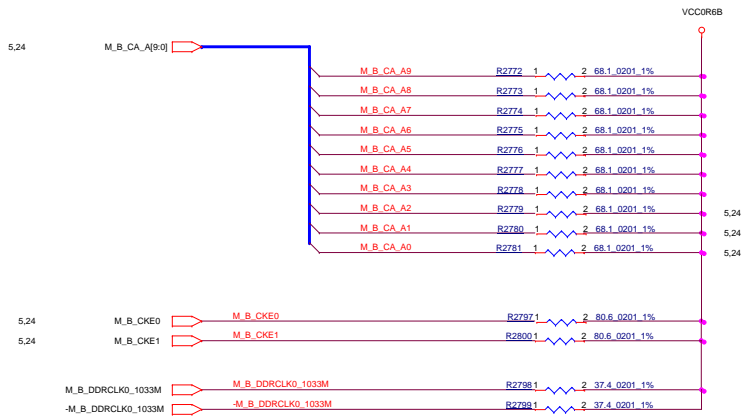 VCC0R6B
5,24 M_B_CA_A[9:0]
M_B_CA_A9 R2772 1 2 68.1_0201_1%
M_B_CA_A8 R2773 1 2 68.1_0201_1%
M_B_CA_A7 R2774 1 2 68.1_0201_1%
M_B_CA_A6 R2775 1 2 68.1_0201_1%
M_B_CA_A5 R2776 1 2 68.1_0201_1%
M_B_CA_A4 R2777 1 2 68.1_0201_1%
M_B_CA_A3 R2778 1 2 68.1_0201_1%
M_B_CA_A2 R2779 1 2 68.1_0201_1% 5,24
M_B_CA_A1 R2780 1 2 68.1_0201_1% 5,24
M_B_CA_A0 R2781 1 2 68.1_0201_1% 5,24
5,24 M_B_CKE0 M_B_CKE0 R2797 1 2 80.6_0201_1%
5,24 M_B_CKE1 M_B_CKE1 R2800 1 2 80.6_0201_1%
M_B_DDRCLK0_1033M M_B_DDRCLK0_1033M R2798 1 2 37.4_0201_1%
-M_B_DDRCLK0_1033M -M_B_DDRCLK0_1033M R2799 1 2 37.4_0201_1%